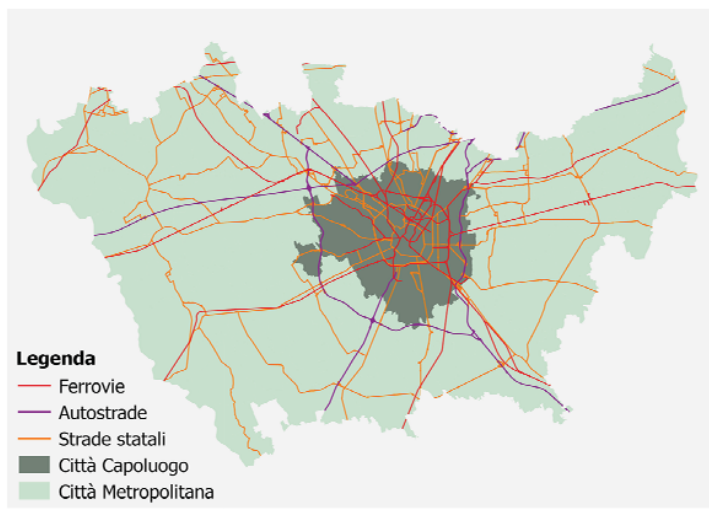 Legenda
Ferrovie
Autostrade
Strade statali
Città Capoluogo
Città Metropolitana